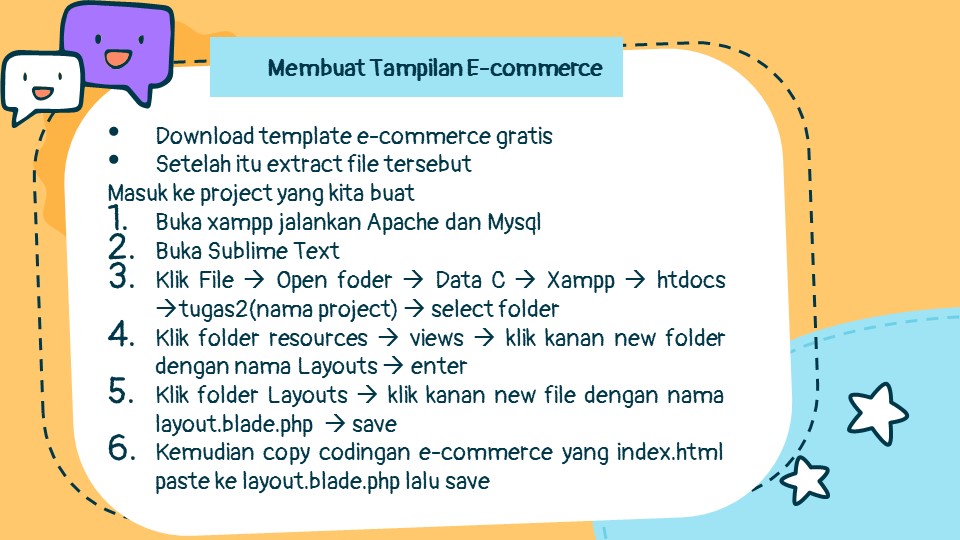 Membuat Tampilan E-commerce
• Download template e-commerce gratis
• Setelah itu extract file tersebut
Masuk ke project yang kita buat
1. Buka xampp jalankan Apache dan Mysql
2. Buka Sublime Text
3. Klik File → Open foder → Data C → Xampp → htdocs
→tugas2(nama project) → select folder
4. Klik folder resources → views → klik kanan new folder
dengan nama Layouts → enter
5. Klik folder Layouts → klik kanan new file dengan nama
layout.blade.php → save
6. Kemudian copy codingan e-commerce yang index.html
paste ke layout.blade.php lalu save